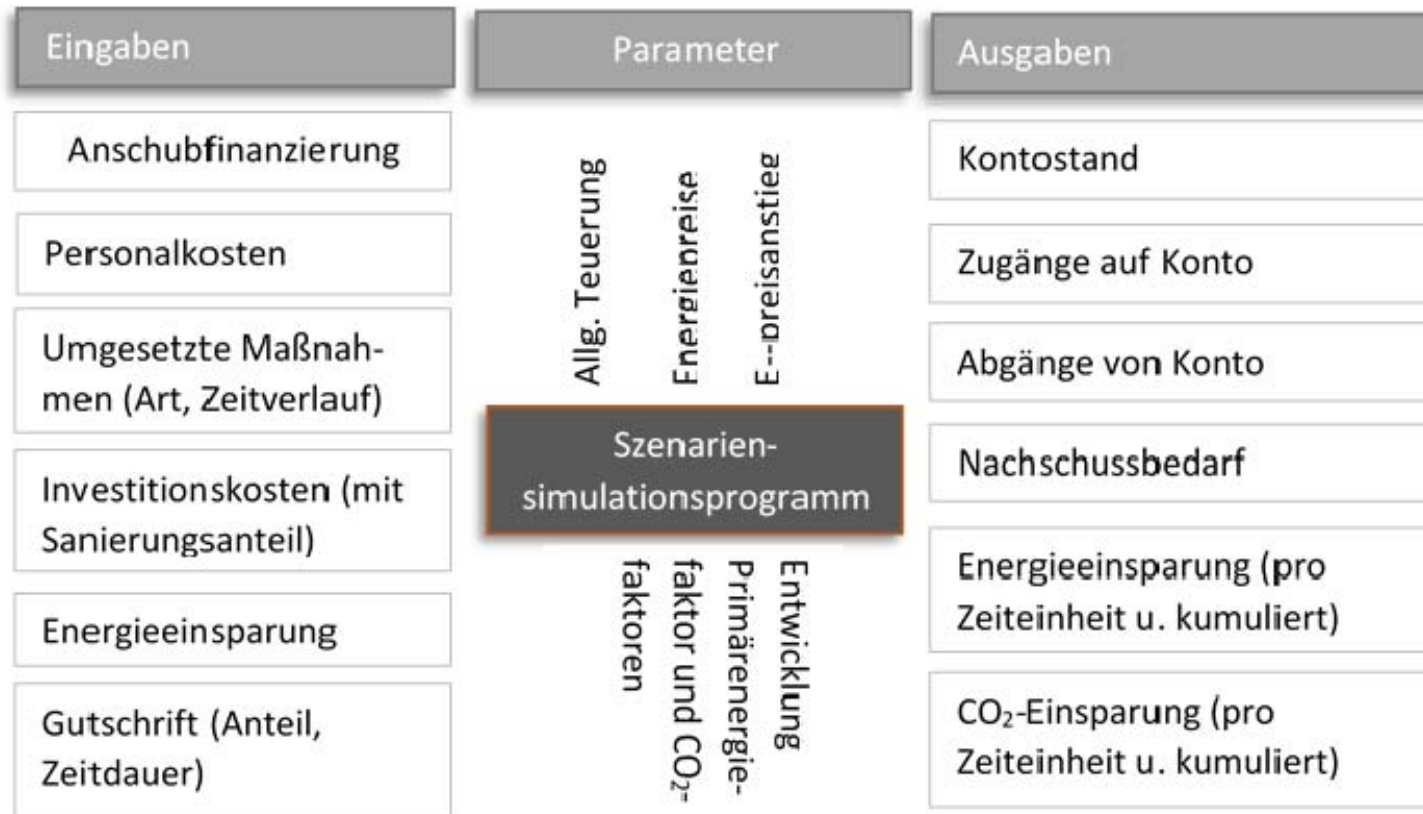 Eingaben
Anschubfinanzierung
Personalkosten
Umgesetzte Maßnah-
men (Art, Zeitverlauf)
Investitionskosten (mit
Sanierungsanteil)
Energieeinsparung
Gutschrift (Anteil,
Zeitdauer)
Parameter
Allg. Teuerung
Energiepreise
E--preisanstieg
Szenarien-
simulationsprogramm
Entwicklung
Primärenergie-
faktor und CO₂-
faktoren
Ausgaben
Kontostand
Zugänge auf Konto
Abgänge von Konto
Nachschussbedarf
Energieeinsparung (pro
Zeiteinheit u. kumuliert)
CO₂-Einsparung (pro
Zeiteinheit u. kumuliert)